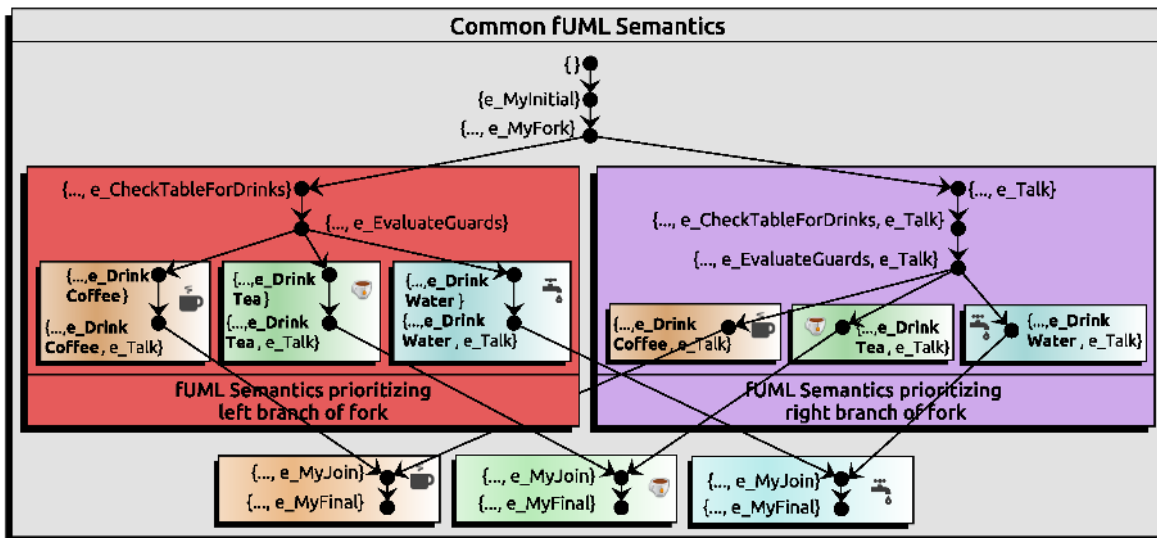 Common fUML Semantics
{}
{e_MyInitial}
{..., e_MyFork}
{..., e_CheckTableForDrinks}
{..., e_EvaluateGuards}
{...,e_Drink
Coffee}
{...,e_Drink
Coffee, e_Talk}
{...,e_Drink
Tea}
{...,e_Drink
Tea, e_Talk}
{...,e_Drink
Water }
{...,e_Drink
Water , e_Talk}
fUML Semantics prioritizing
left branch of fork
{..., e_Talk}
{..., e_CheckTableForDrinks, e_Talk}
{..., e_EvaluateGuards, e_Talk}
{...,e_Drink
Coffee, e_Talk}
{...,e_Drink
Tea, e_Talk}
{...,e_Drink
Water , e_Talk}
fUML Semantics prioritizing
right branch of fork
{..., e_MyJoin}
{..., e_MyFinal}
{..., e_MyJoin}
{..., e_MyFinal}
{..., e_MyJoin}
{..., e_MyFinal}